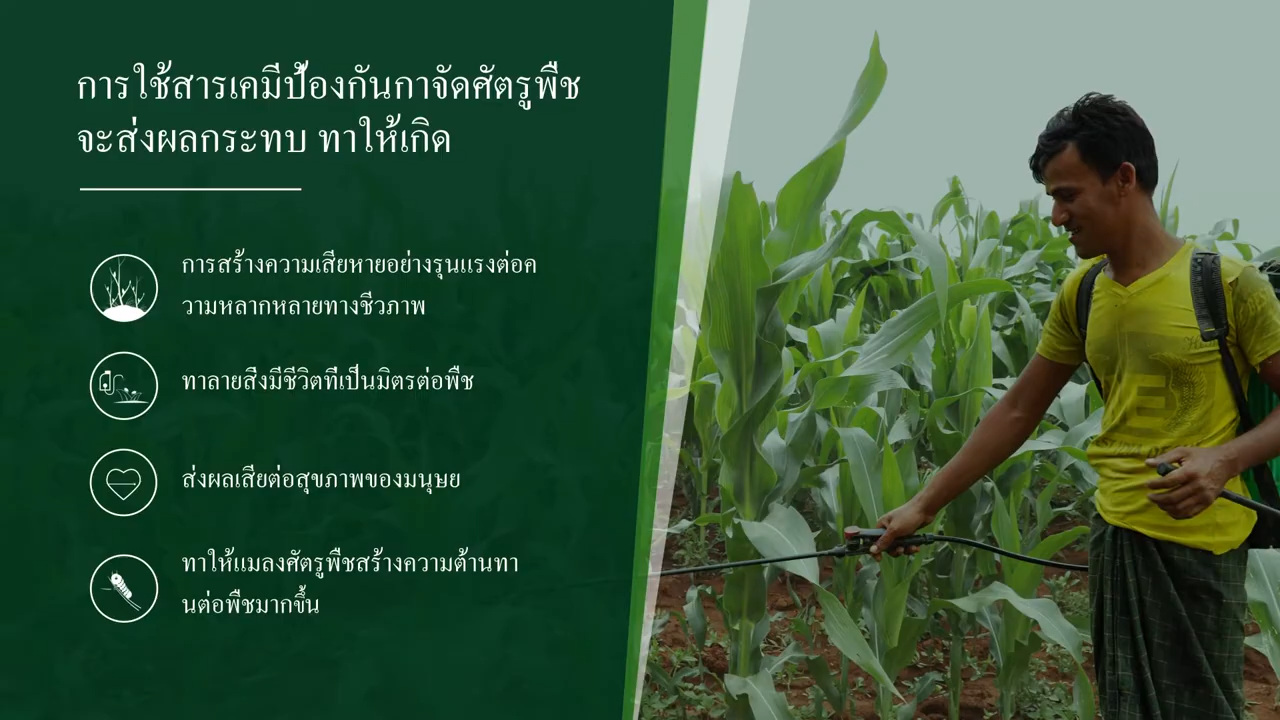 การใช้สารเคมีป้องกันกาจัดศัตรูพืช
จะส่งผลกระทบ ทาให้เกิด
การสร้างความเสียหายอย่างรุนแรงต่อค
วามหลากหลายทางชีวภาพ
ทาลายสิ่งมีชีวิตที่เป็นมิตรต่อพืช
ส่งผลเสียต่อสุขภาพของมนุษย
ทาให้แมลงศัตรูพืชสร้างความต้านทา
นต่อพืชมากขึ้น